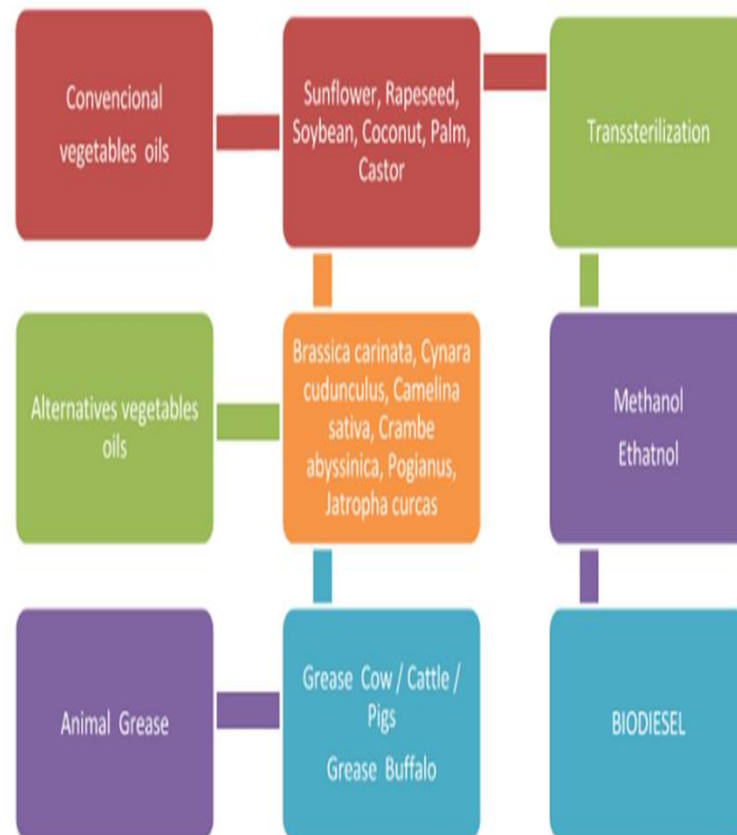 Convencional
vegetables oils
Sunflower, Rapeseed,
Soybean, Coconut, Palm,
Castor
Transsterilization
Alternatives vegetables
oils
Brassica carinata, Cynara
cudunculus, Camelina
sativa, Crambe
abyssinica, Pogianus,
Jatropha curcas
Methanol
Ethatnol
Animal Grease
Grease Cow / Cattle /
Pigs
Grease Buffalo
BIODIESEL